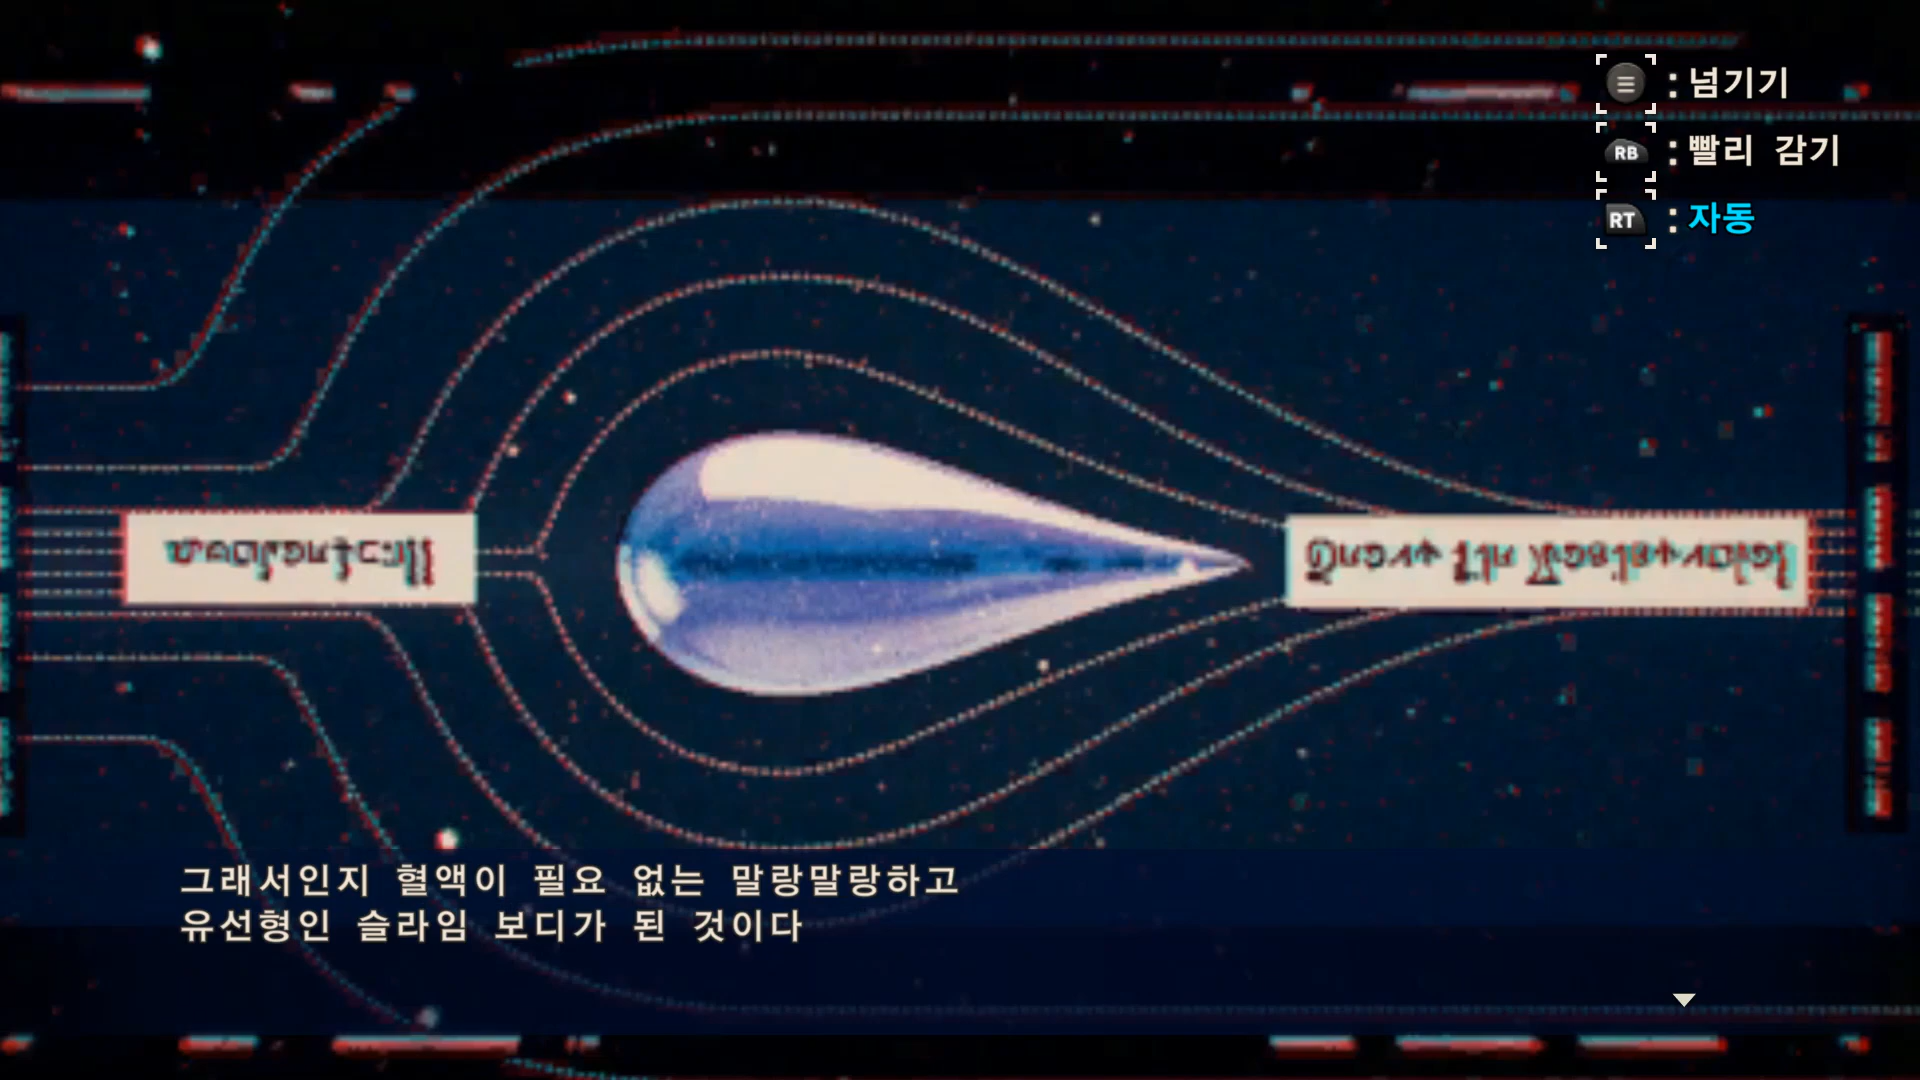 ☰ : 넘기기
RB : 빨리 감기
RT : 자동
그래서인지 혈액이 필요 없는 말랑말랑하고
유선형인 슬라임 보디가 된 것이다